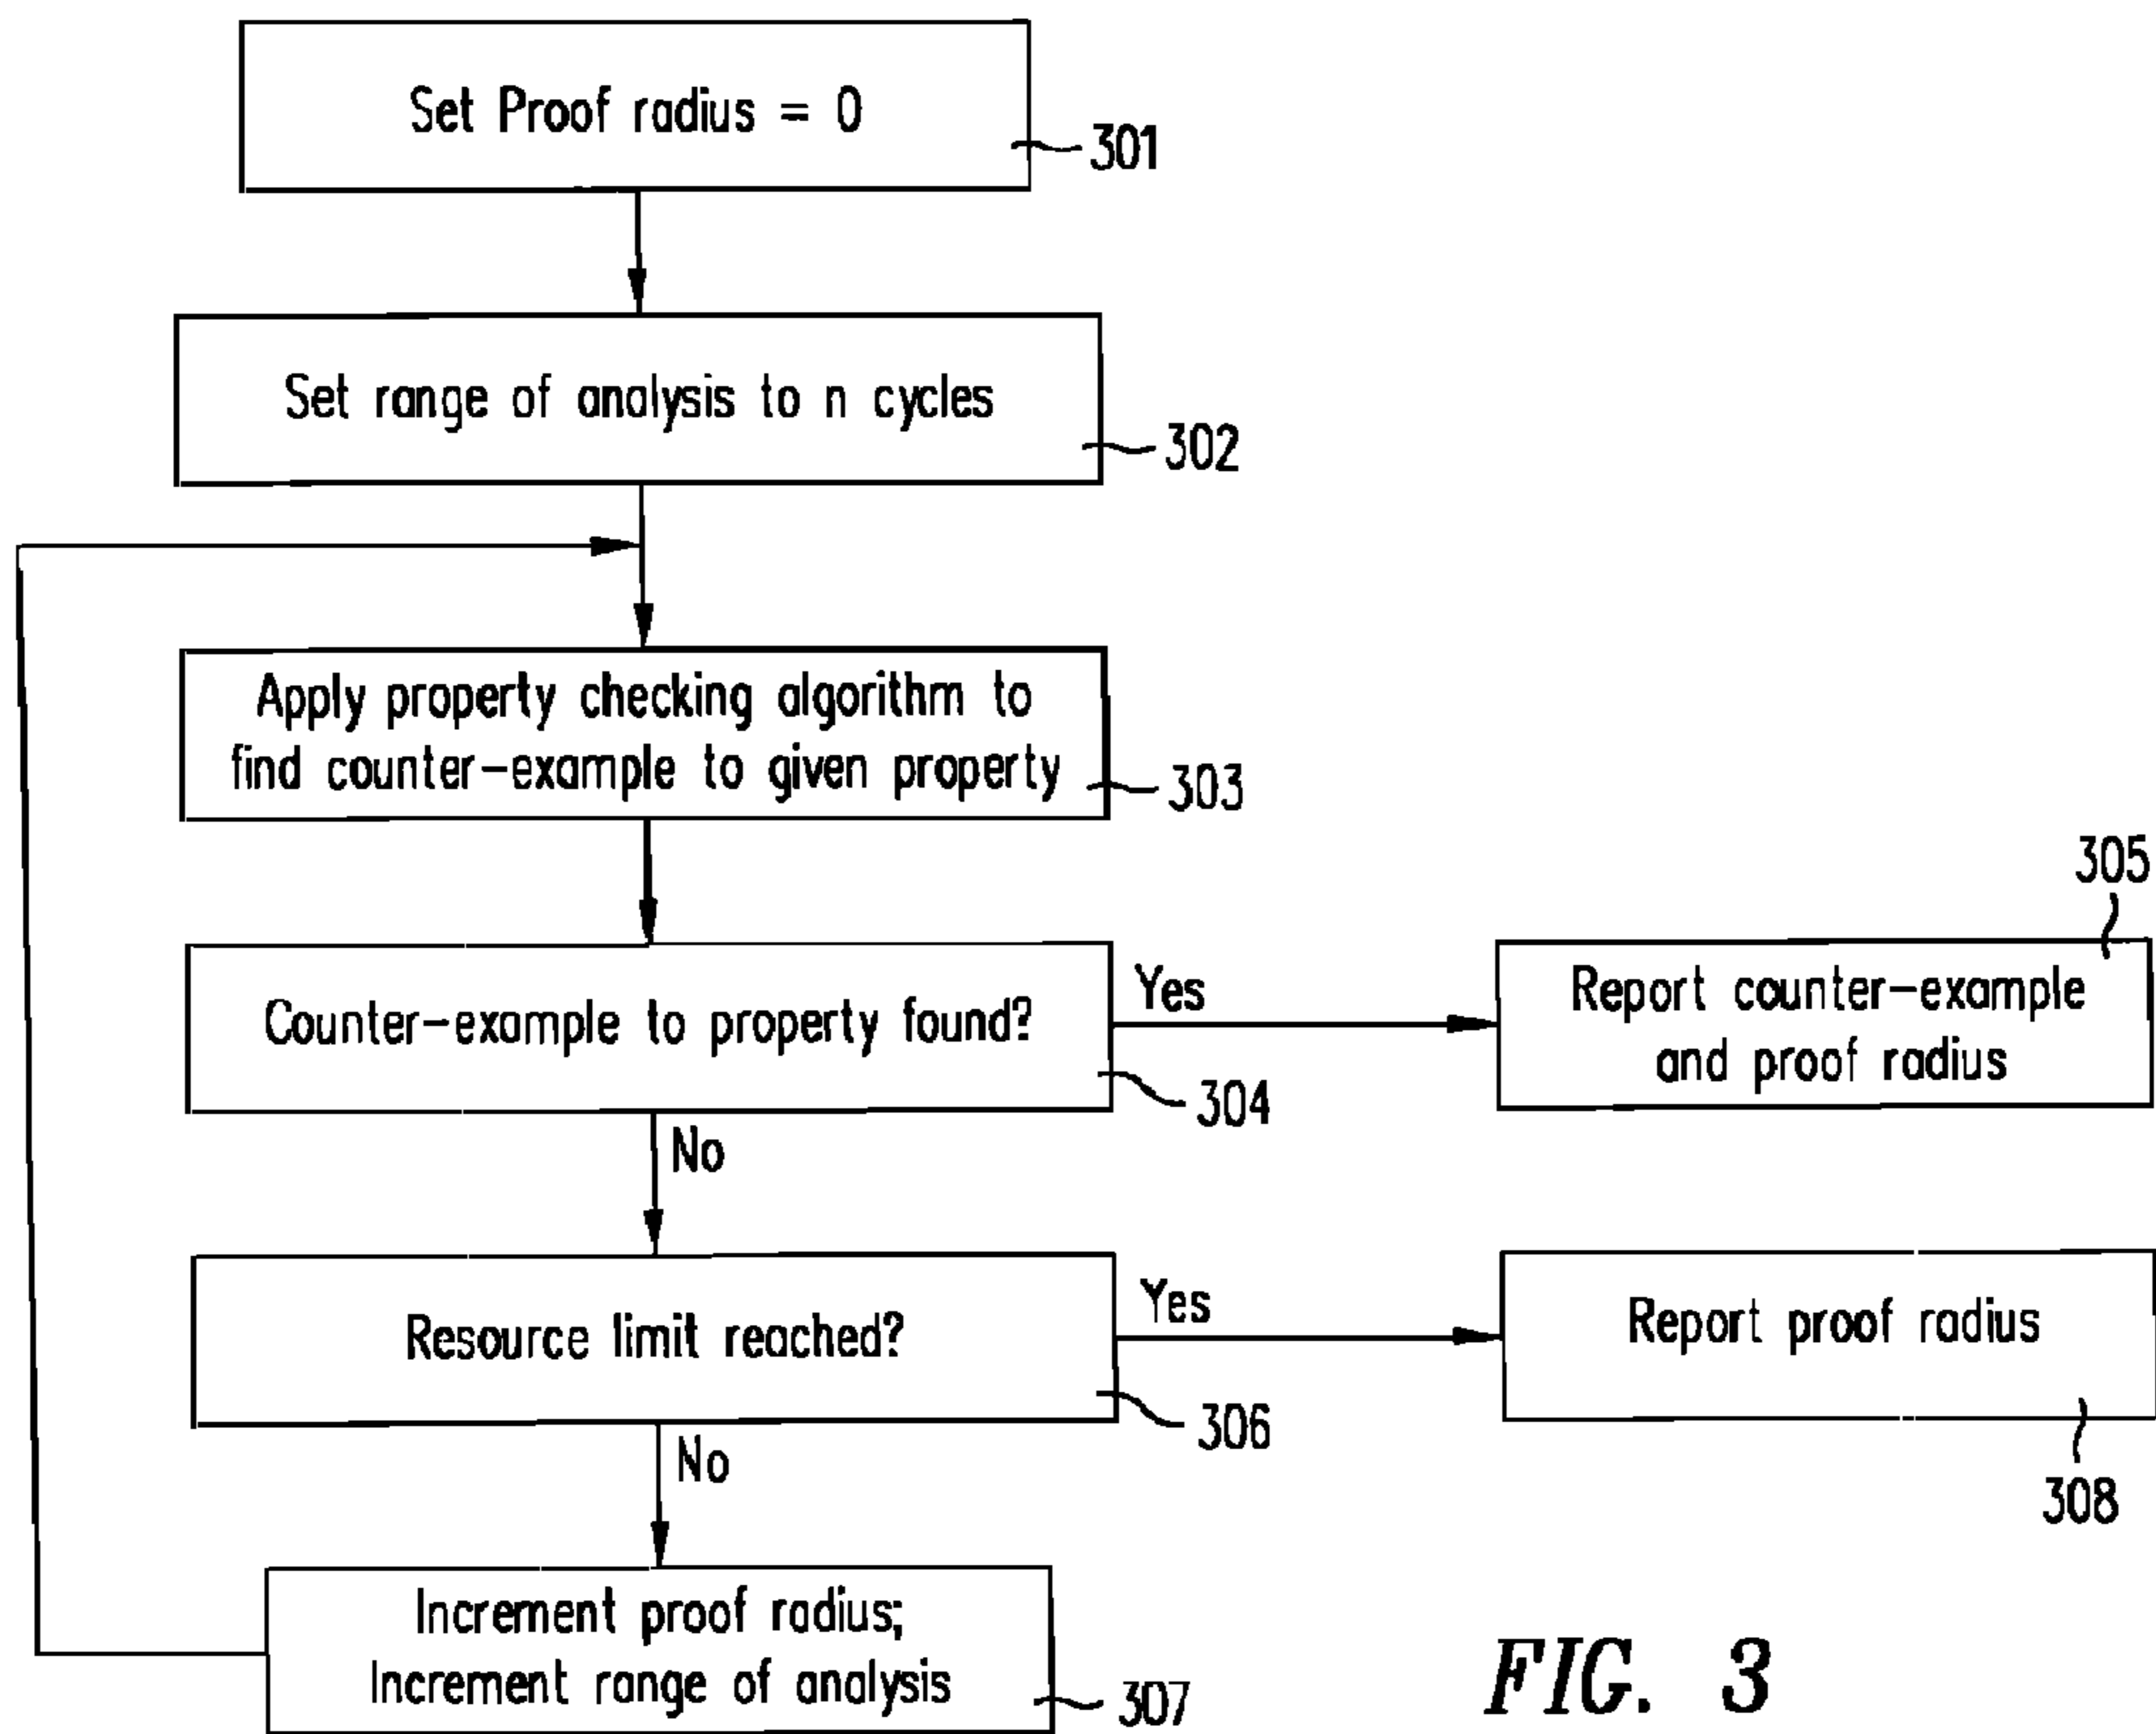 Set Proof radius = 0
301
Set range of analysis to n cycles
302
Apply property checking algorithm to
find counter-example to given property
303
305
Counter-example to property found?
Yes
304
Report counter-example
and proof radius
No
Resource limit reached?
Yes
306
Report proof radius
308
No
Increment proof radius;
Increment range of analysis
307
FIG. 3